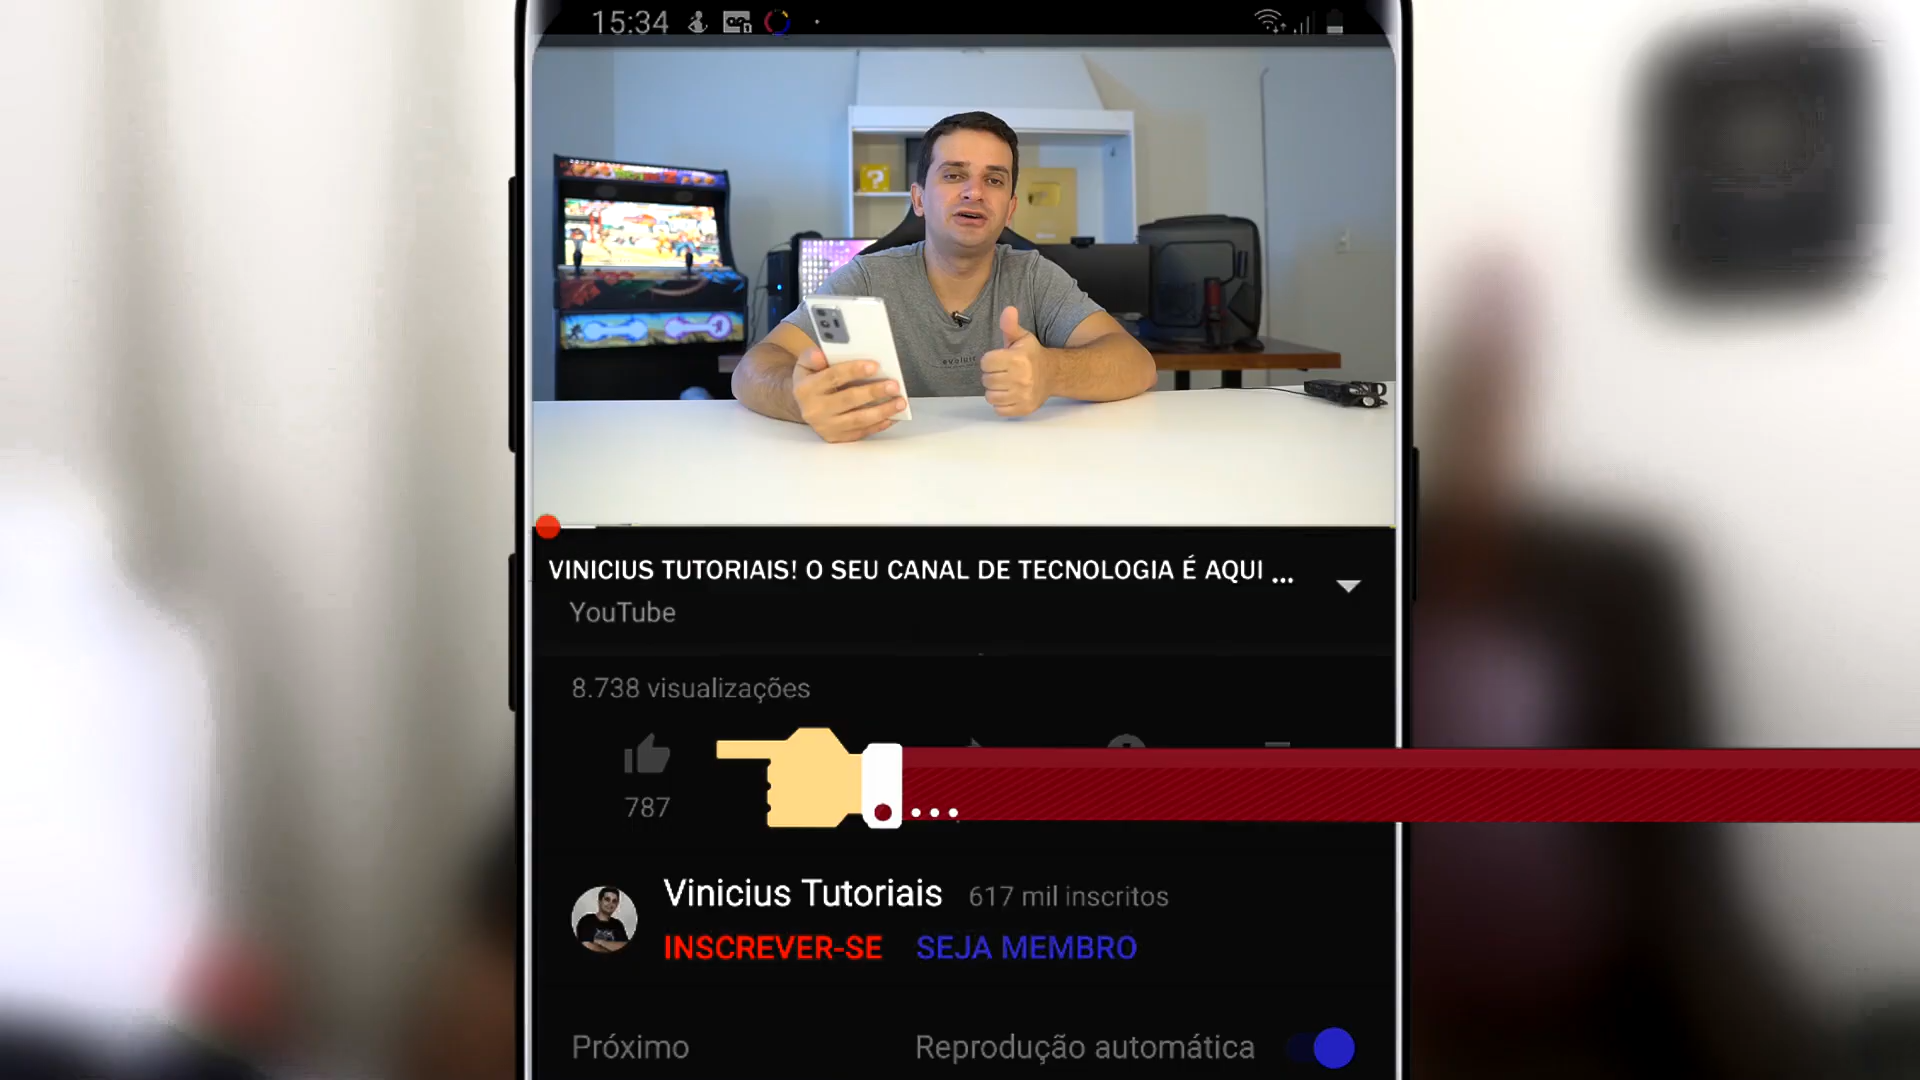 15:34
?
evoluir
VINICIUS TUTORIAIS! O SEU CANAL DE TECNOLOGIA É AQUI ...
YouTube
8.738 visualizações
787
Vinicius Tutoriais 617 mil inscritos
INSCREVER-SE SEJA MEMBRO
Próximo Reprodução automática